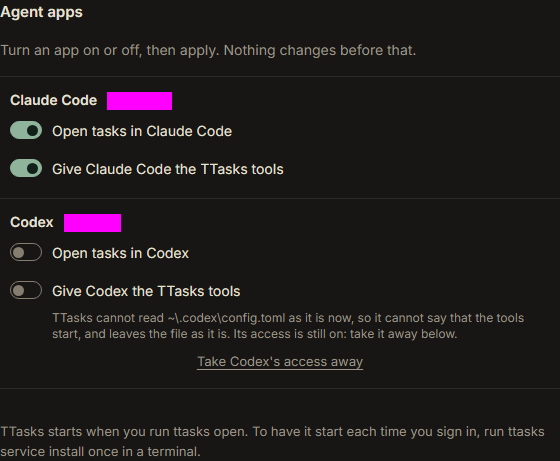 Agent apps
Turn an app on or off, then apply. Nothing changes before that.
Claude Code
Open tasks in Claude Code
Give Claude Code the TTasks tools
Codex
Open tasks in Codex
Give Codex the TTasks tools
TTasks cannot read ~\.codex\config.toml as it is now, so it cannot say that the tools
start, and leaves the file as it is. Its access is still on: take it away below.
Take Codex's access away
TTasks starts when you run ttasks open. To have it start each time you sign in, run ttasks
service install once in a terminal.